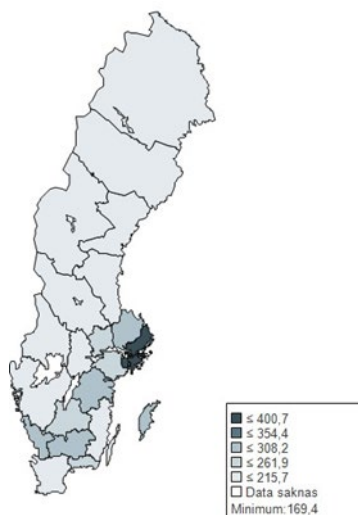 ≤ 400,7
≤ 354,4
≤ 308,2
≤ 261,9
≤ 215,7
Data saknas
Minimum: 169,4